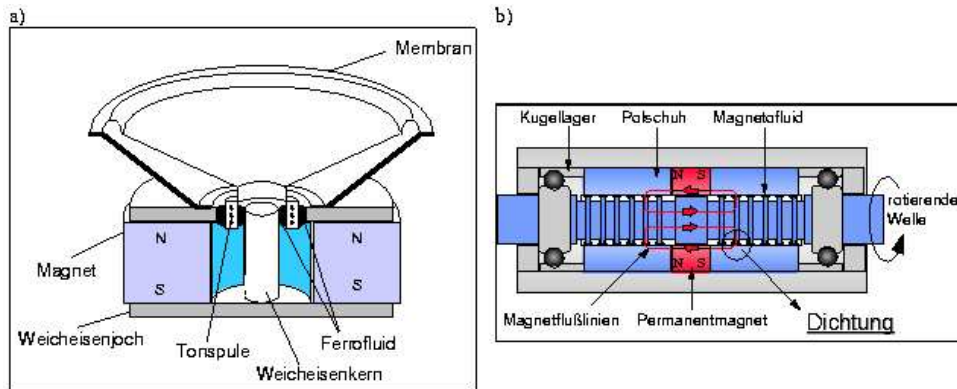 a)
Membran
N
N
Magnet
S
S
Weicheisenjoch
Tonspule
Ferrofluid
Weicheisenkern
b)
Kugellager
Polschuh
Magnetofluid
N S
rotierende
Welle
N S
Magnetflußlinien
Permanentmagnet
Dichtung